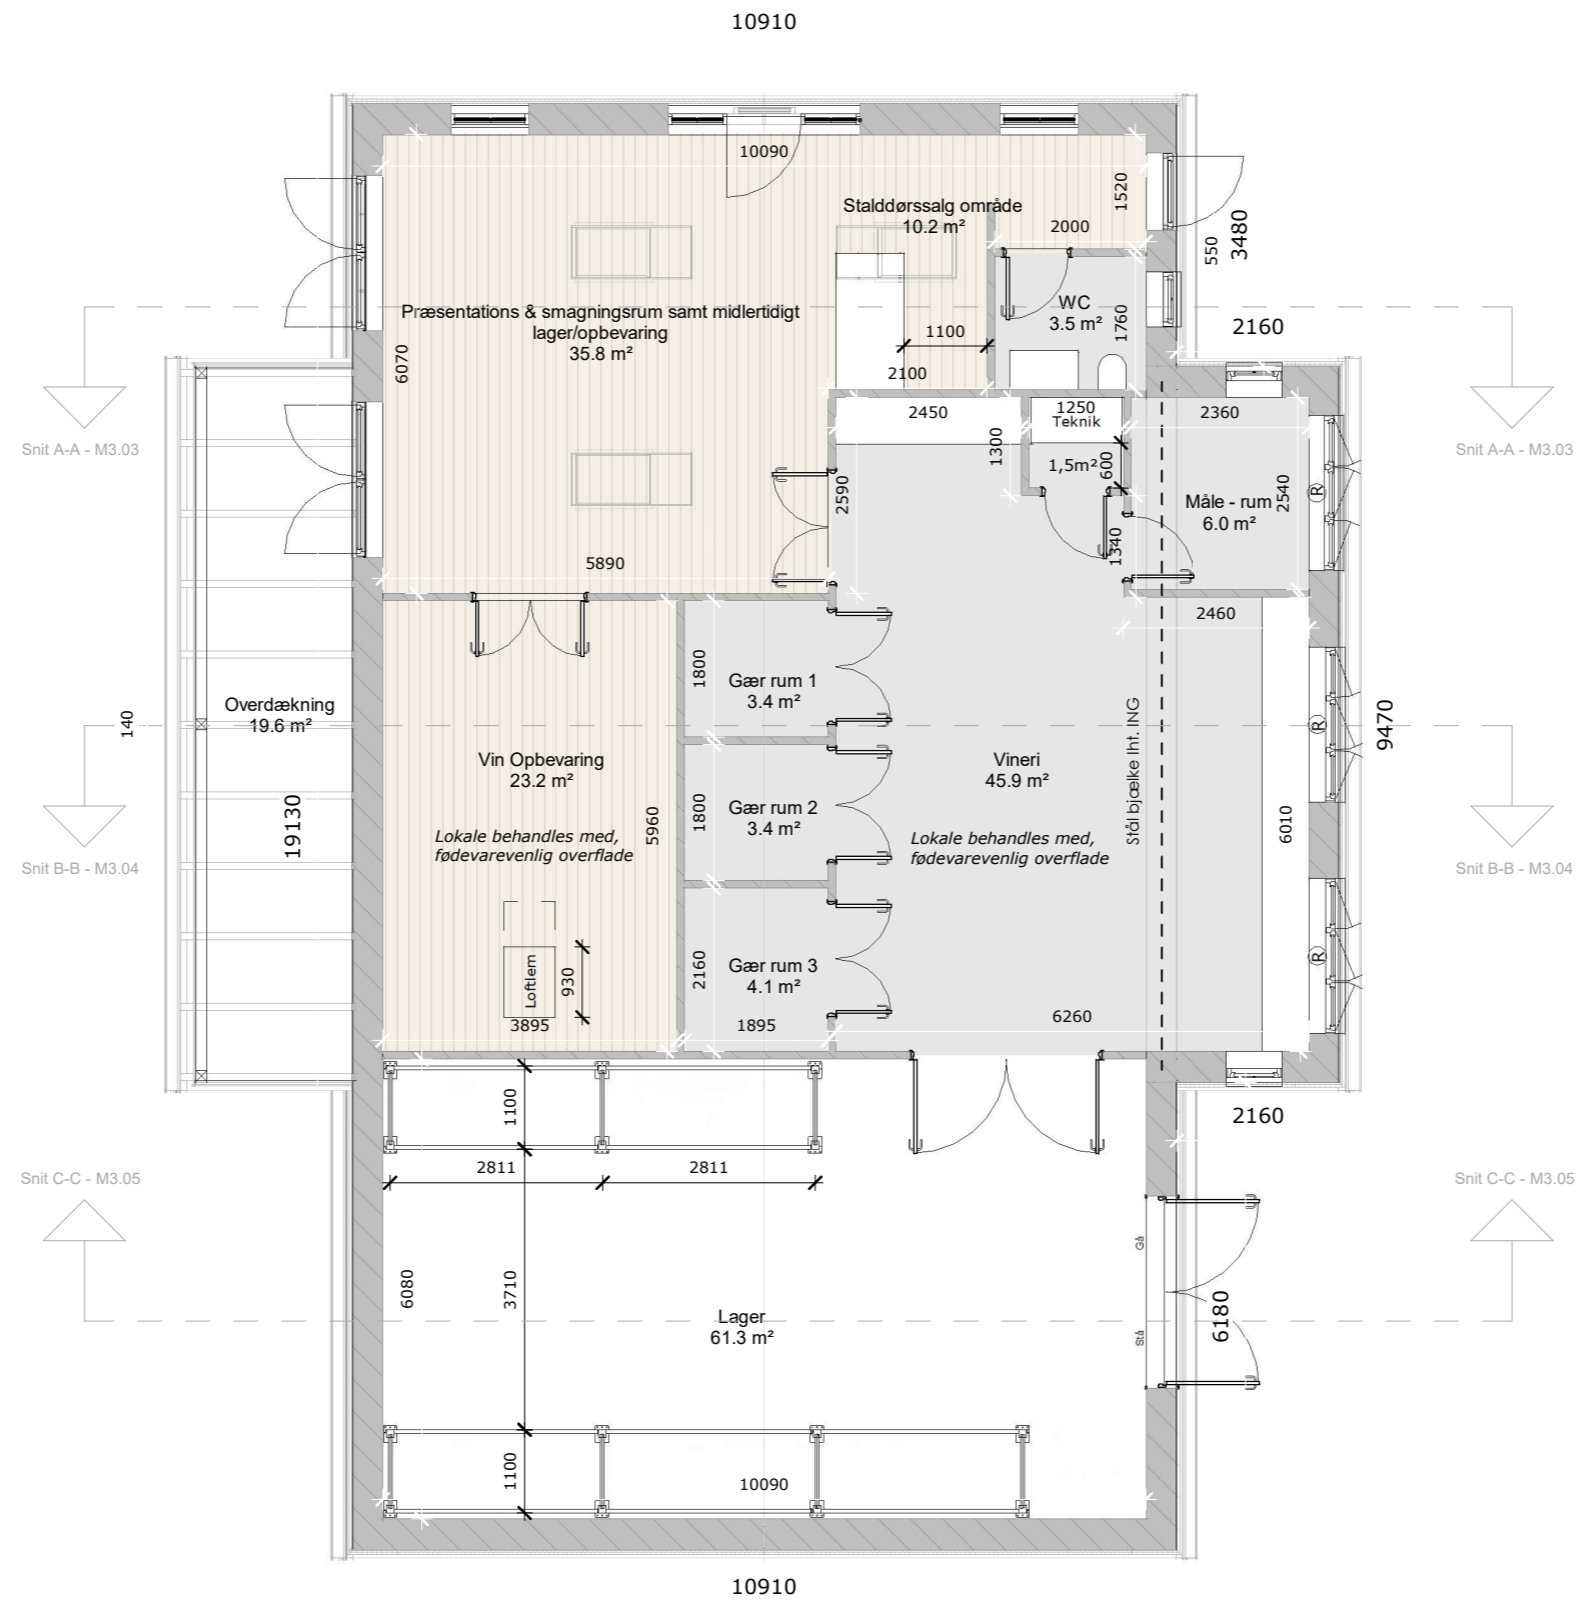 10910
10090
Stalddørssalg område
10.2 m²
1520
2000
550
3480
WC
3.5 m²
1760
2160
Præsentations & smagningsrum samt midlertidigt
lager/opbevaring
35.8 m²
6070
1100
2100
Snit A-A - M3.03
Snit A-A - M3.03
2450
1250
Teknik
2360
1300
1,5m²
600
2590
1340
Måle - rum
6.0 m²
2540
R
5890
2460
1800
Gær rum 1
3.4 m²
Overdækning
19.6 m²
140
Stål bjælke Iht. ING
R
9470
Vin Opbevaring
23.2 m²
Vineri
45.9 m²
19130
5960
1800
Gær rum 2
3.4 m²
6010
Lokale behandles med,
fødevarevenlig overflade
Lokale behandles med,
fødevarevenlig overflade
Snit B-B - M3.04
Snit B-B - M3.04
2160
Gær rum 3
4.1 m²
R
Loftlem
930
3895
1895
6260
1100
2160
2811
2811
Snit C-C - M3.05
Snit C-C - M3.05
Gå
6080
3710
6180
Stå
Lager
61.3 m²
1100
10090
10910